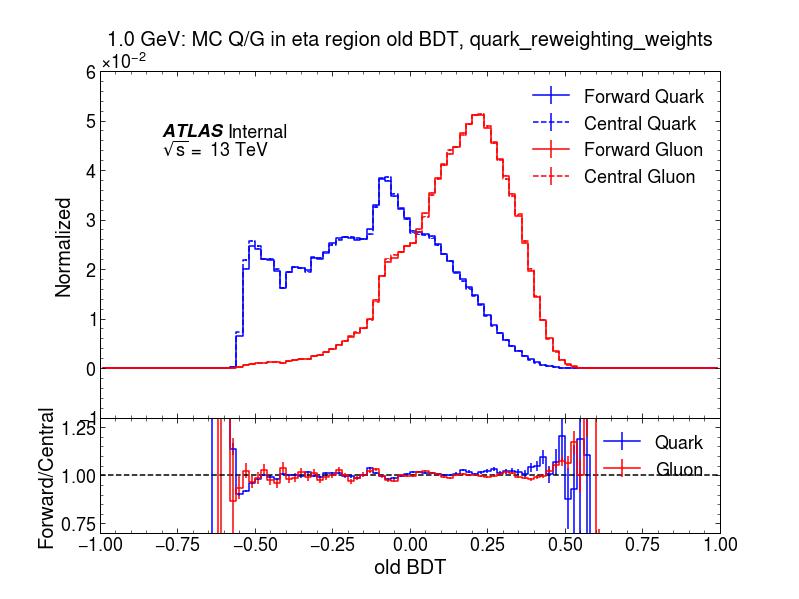 1.0 GeV: MC Q/G in eta region old BDT, quark_reweighting_weights
×10⁻²
6
5
4
3
2
1
0
−1
Normalized
ATLAS Internal
√s = 13 TeV
Forward Quark
Central Quark
Forward Gluon
Central Gluon
1.25
1.00
0.75
Forward/Central
Quark
Gluon
−1.00 −0.75 −0.50 −0.25 0.00 0.25 0.50 0.75 1.00
old BDT